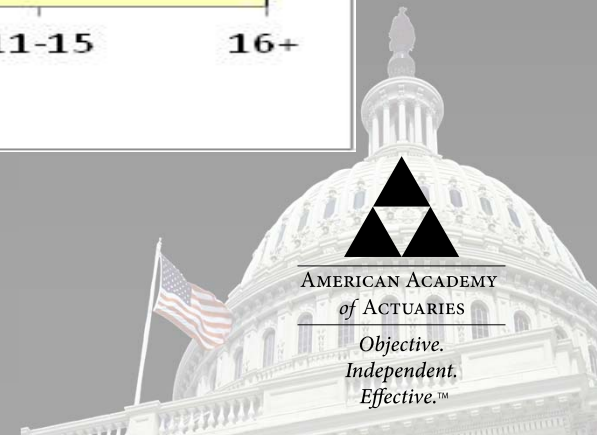 11-15 16+
AMERICAN ACADEMY
of ACTUARIES
Objective.
Independent.
Effective.™